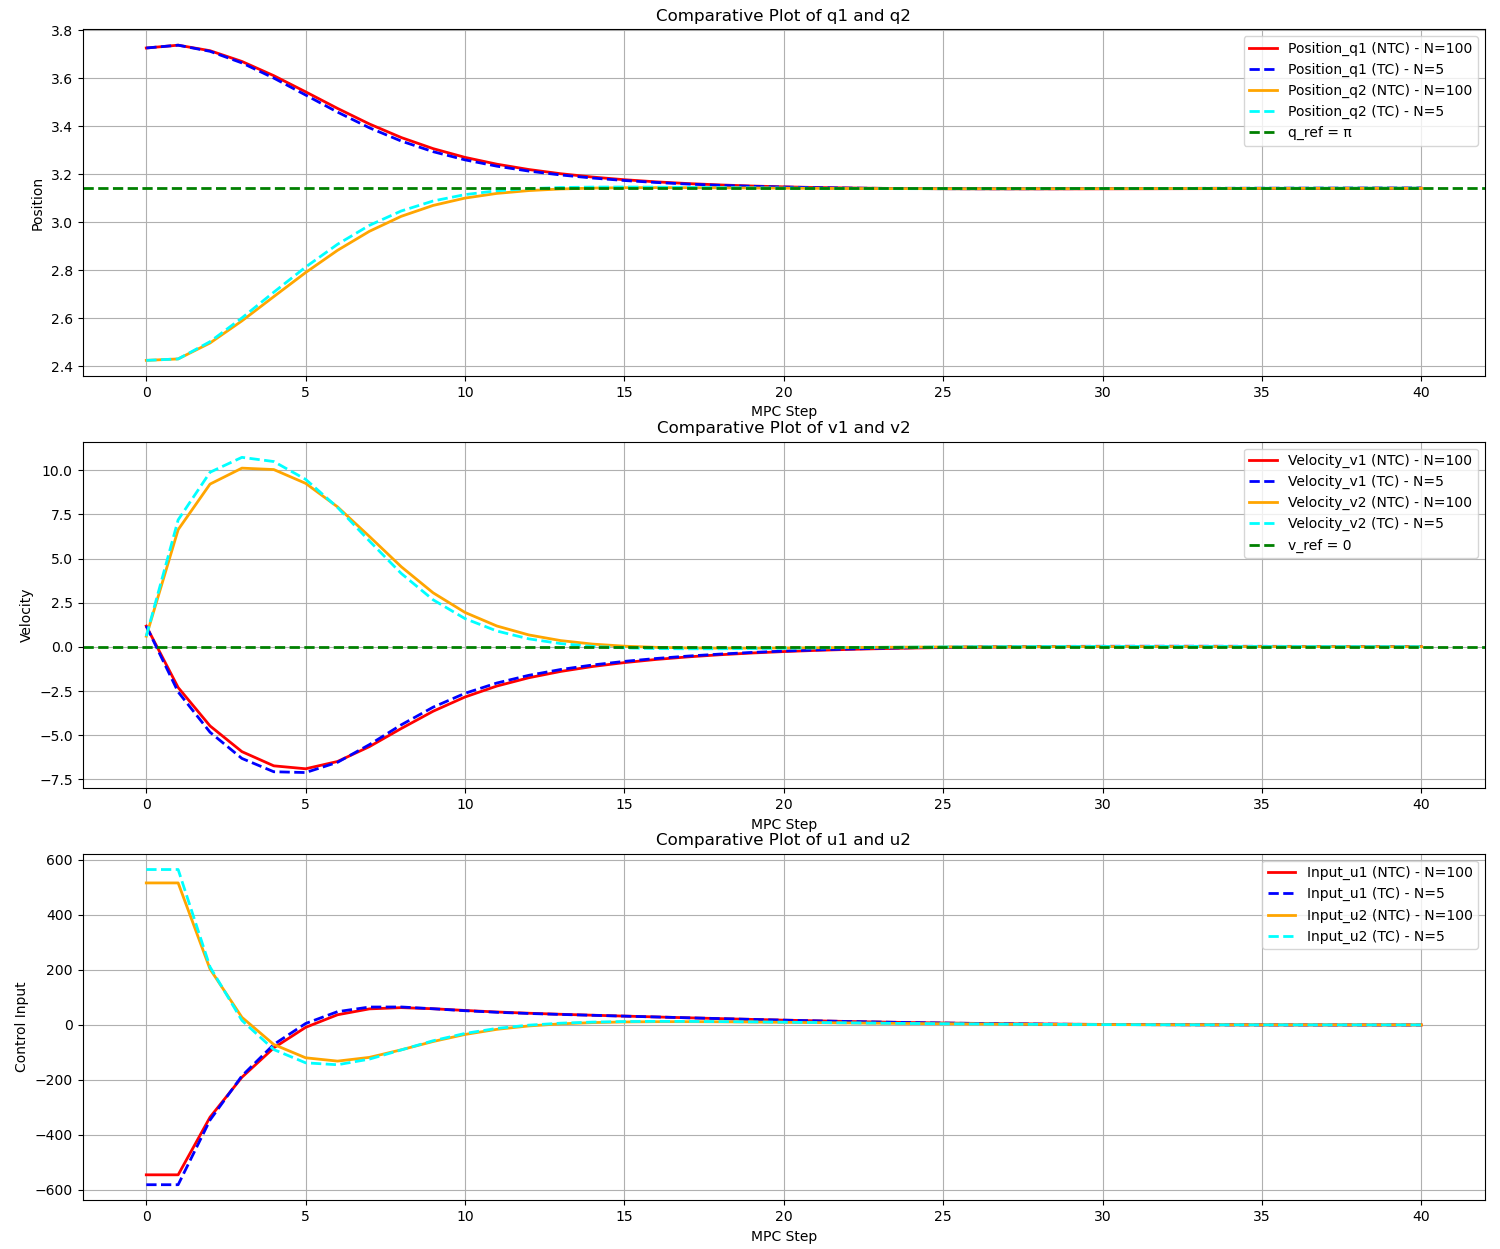 Comparative Plot of q1 and q2
3.8
3.6
3.4
3.2
3.0
2.8
2.6
2.4
Position
Position_q1 (NTC) - N=100
Position_q1 (TC) - N=5
Position_q2 (NTC) - N=100
Position_q2 (TC) - N=5
q_ref = π
0 5 10 15 20 25 30 35 40
MPC Step
Comparative Plot of v1 and v2
10.0
7.5
5.0
2.5
0.0
−2.5
−5.0
−7.5
Velocity
Velocity_v1 (NTC) - N=100
Velocity_v1 (TC) - N=5
Velocity_v2 (NTC) - N=100
Velocity_v2 (TC) - N=5
v_ref = 0
0 5 10 15 20 25 30 35 40
MPC Step
Comparative Plot of u1 and u2
600
400
200
0
−200
−400
−600
Control Input
Input_u1 (NTC) - N=100
Input_u1 (TC) - N=5
Input_u2 (NTC) - N=100
Input_u2 (TC) - N=5
0 5 10 15 20 25 30 35 40
MPC Step